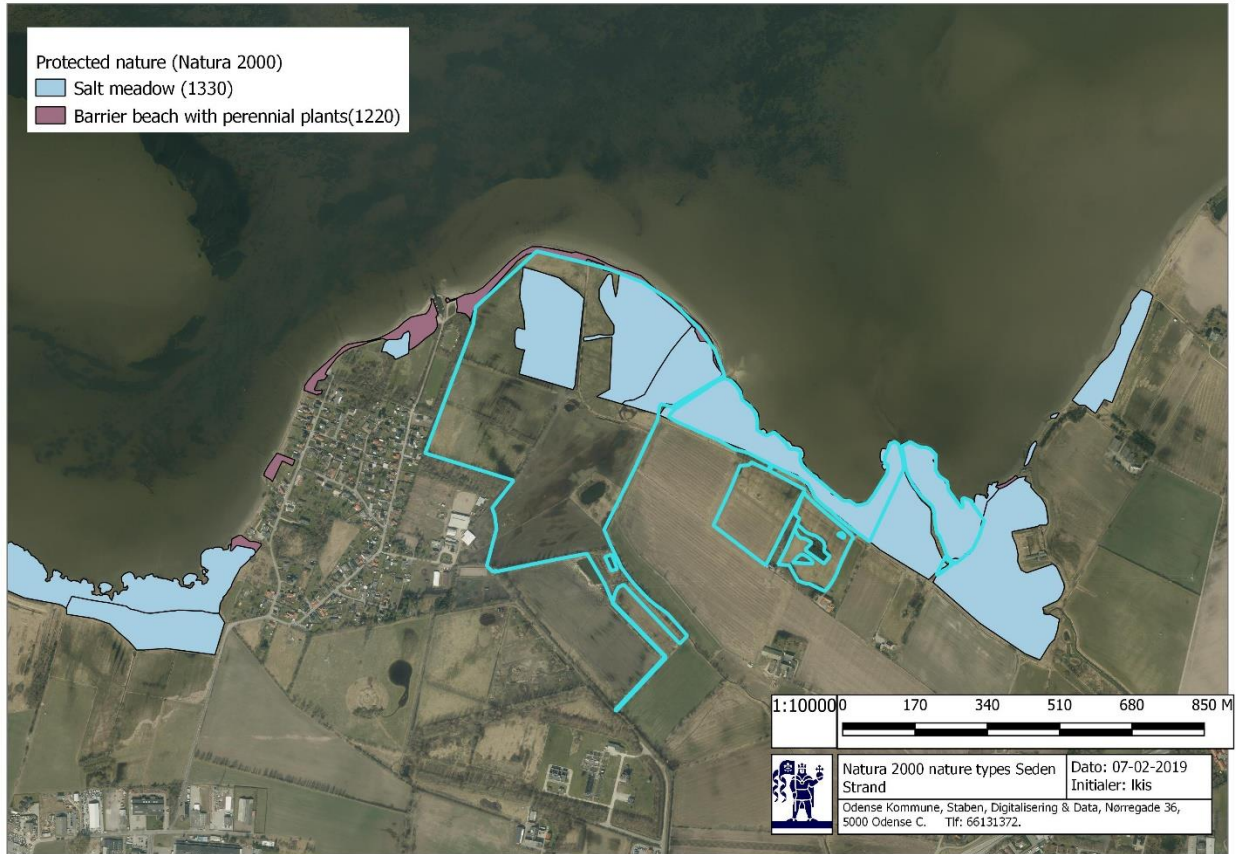 Protected nature (Natura 2000)
Salt meadow (1330)
Barrier beach with perennial plants(1220)
1:10000
0 170 340 510 680 850 M
Natura 2000 nature types Seden
Strand
Dato: 07-02-2019
Initialer: lkis
Odense Kommune, Staben, Digitalisering & Data, Nørregade 36,
5000 Odense C. Tlf: 66131372.